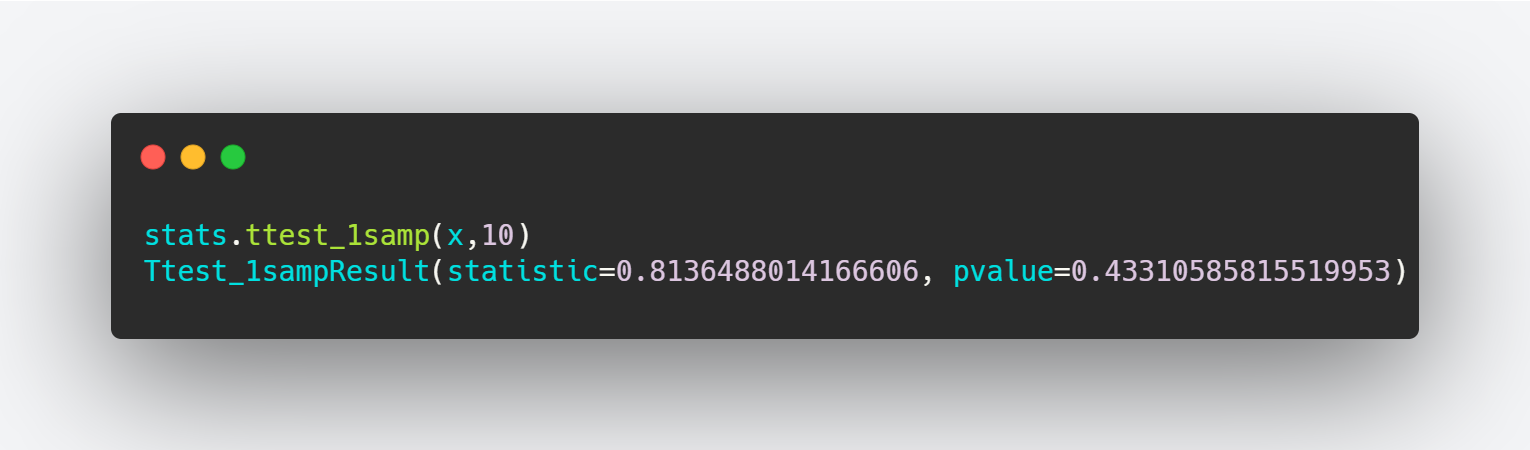 stats.ttest_1samp(x,10)
Ttest_1sampResult(statistic=0.8136488014166606, pvalue=0.43310585815519953)